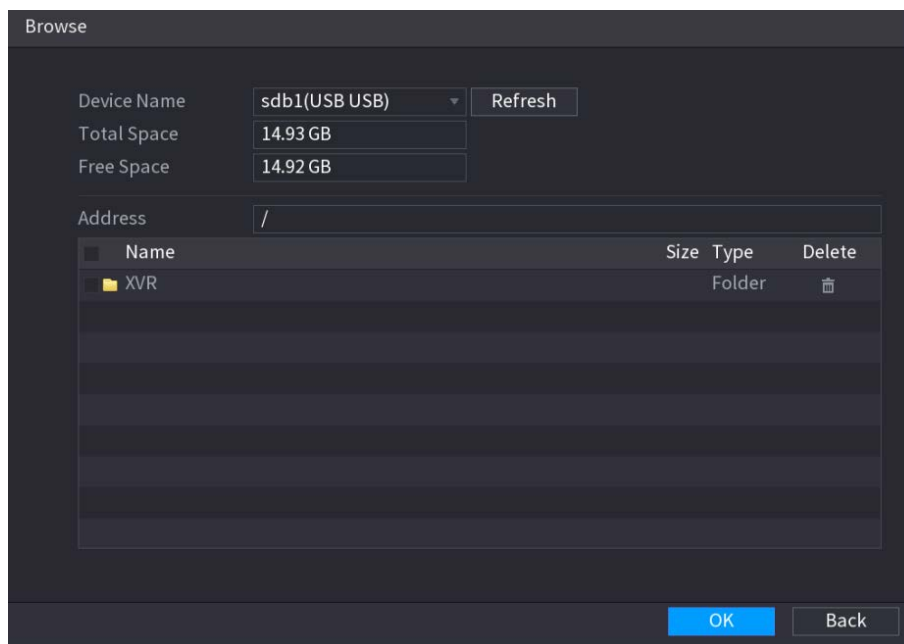 Browse
Device Name sdb1(USB USB) Refresh
Total Space 14.93 GB
Free Space 14.92 GB
Address /
Name Size Type Delete
XVR Folder
OK Back